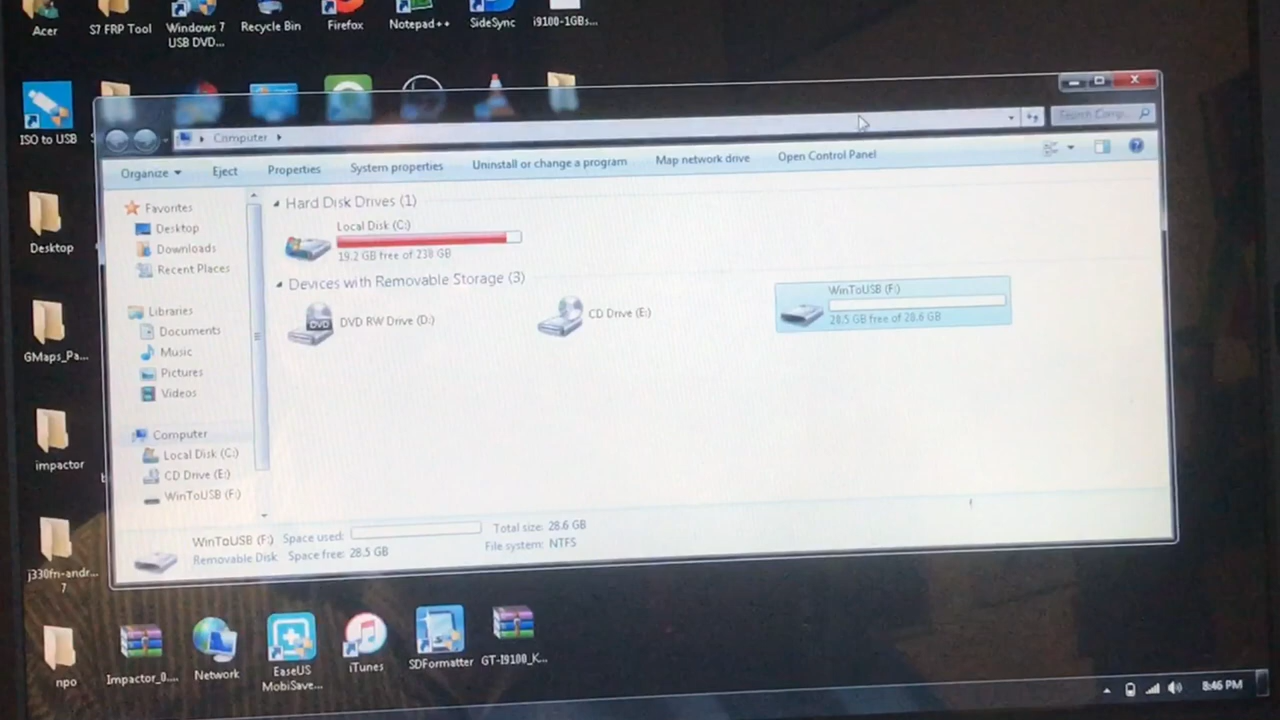 Acer
S7 FRP Tool
Windows 7
USB DVD...
Recycle Bin
Firefox
Notepad++
SideSync
i9100-1GBs...
ISO to USB
Computer
Search Comp...
Organize
Eject
Properties
System properties
Uninstall or change a program
Map network drive
Open Control Panel
Favorites
Desktop
Downloads
Recent Places
Libraries
Documents
Music
Pictures
Videos
Computer
Local Disk (C:)
CD Drive (E:)
WinToUSB (F:)
Hard Disk Drives (1)
Local Disk (C:)
19.2 GB free of 238 GB
Devices with Removable Storage (3)
DVD
DVD RW Drive (D:)
CD Drive (E:)
WinToUSB (F:)
28.5 GB free of 28.6 GB
WinToUSB (F:) Space used: Total size: 28.6 GB
Removable Disk Space free: 28.5 GB File system: NTFS
Desktop
GMaps_Pa...
impactor
j330fn-andr...
7
npo
Impactor_0....
Network
EaseUS
MobiSave...
iTunes
SDFormatter
GT-I9100_K...
8:46 PM